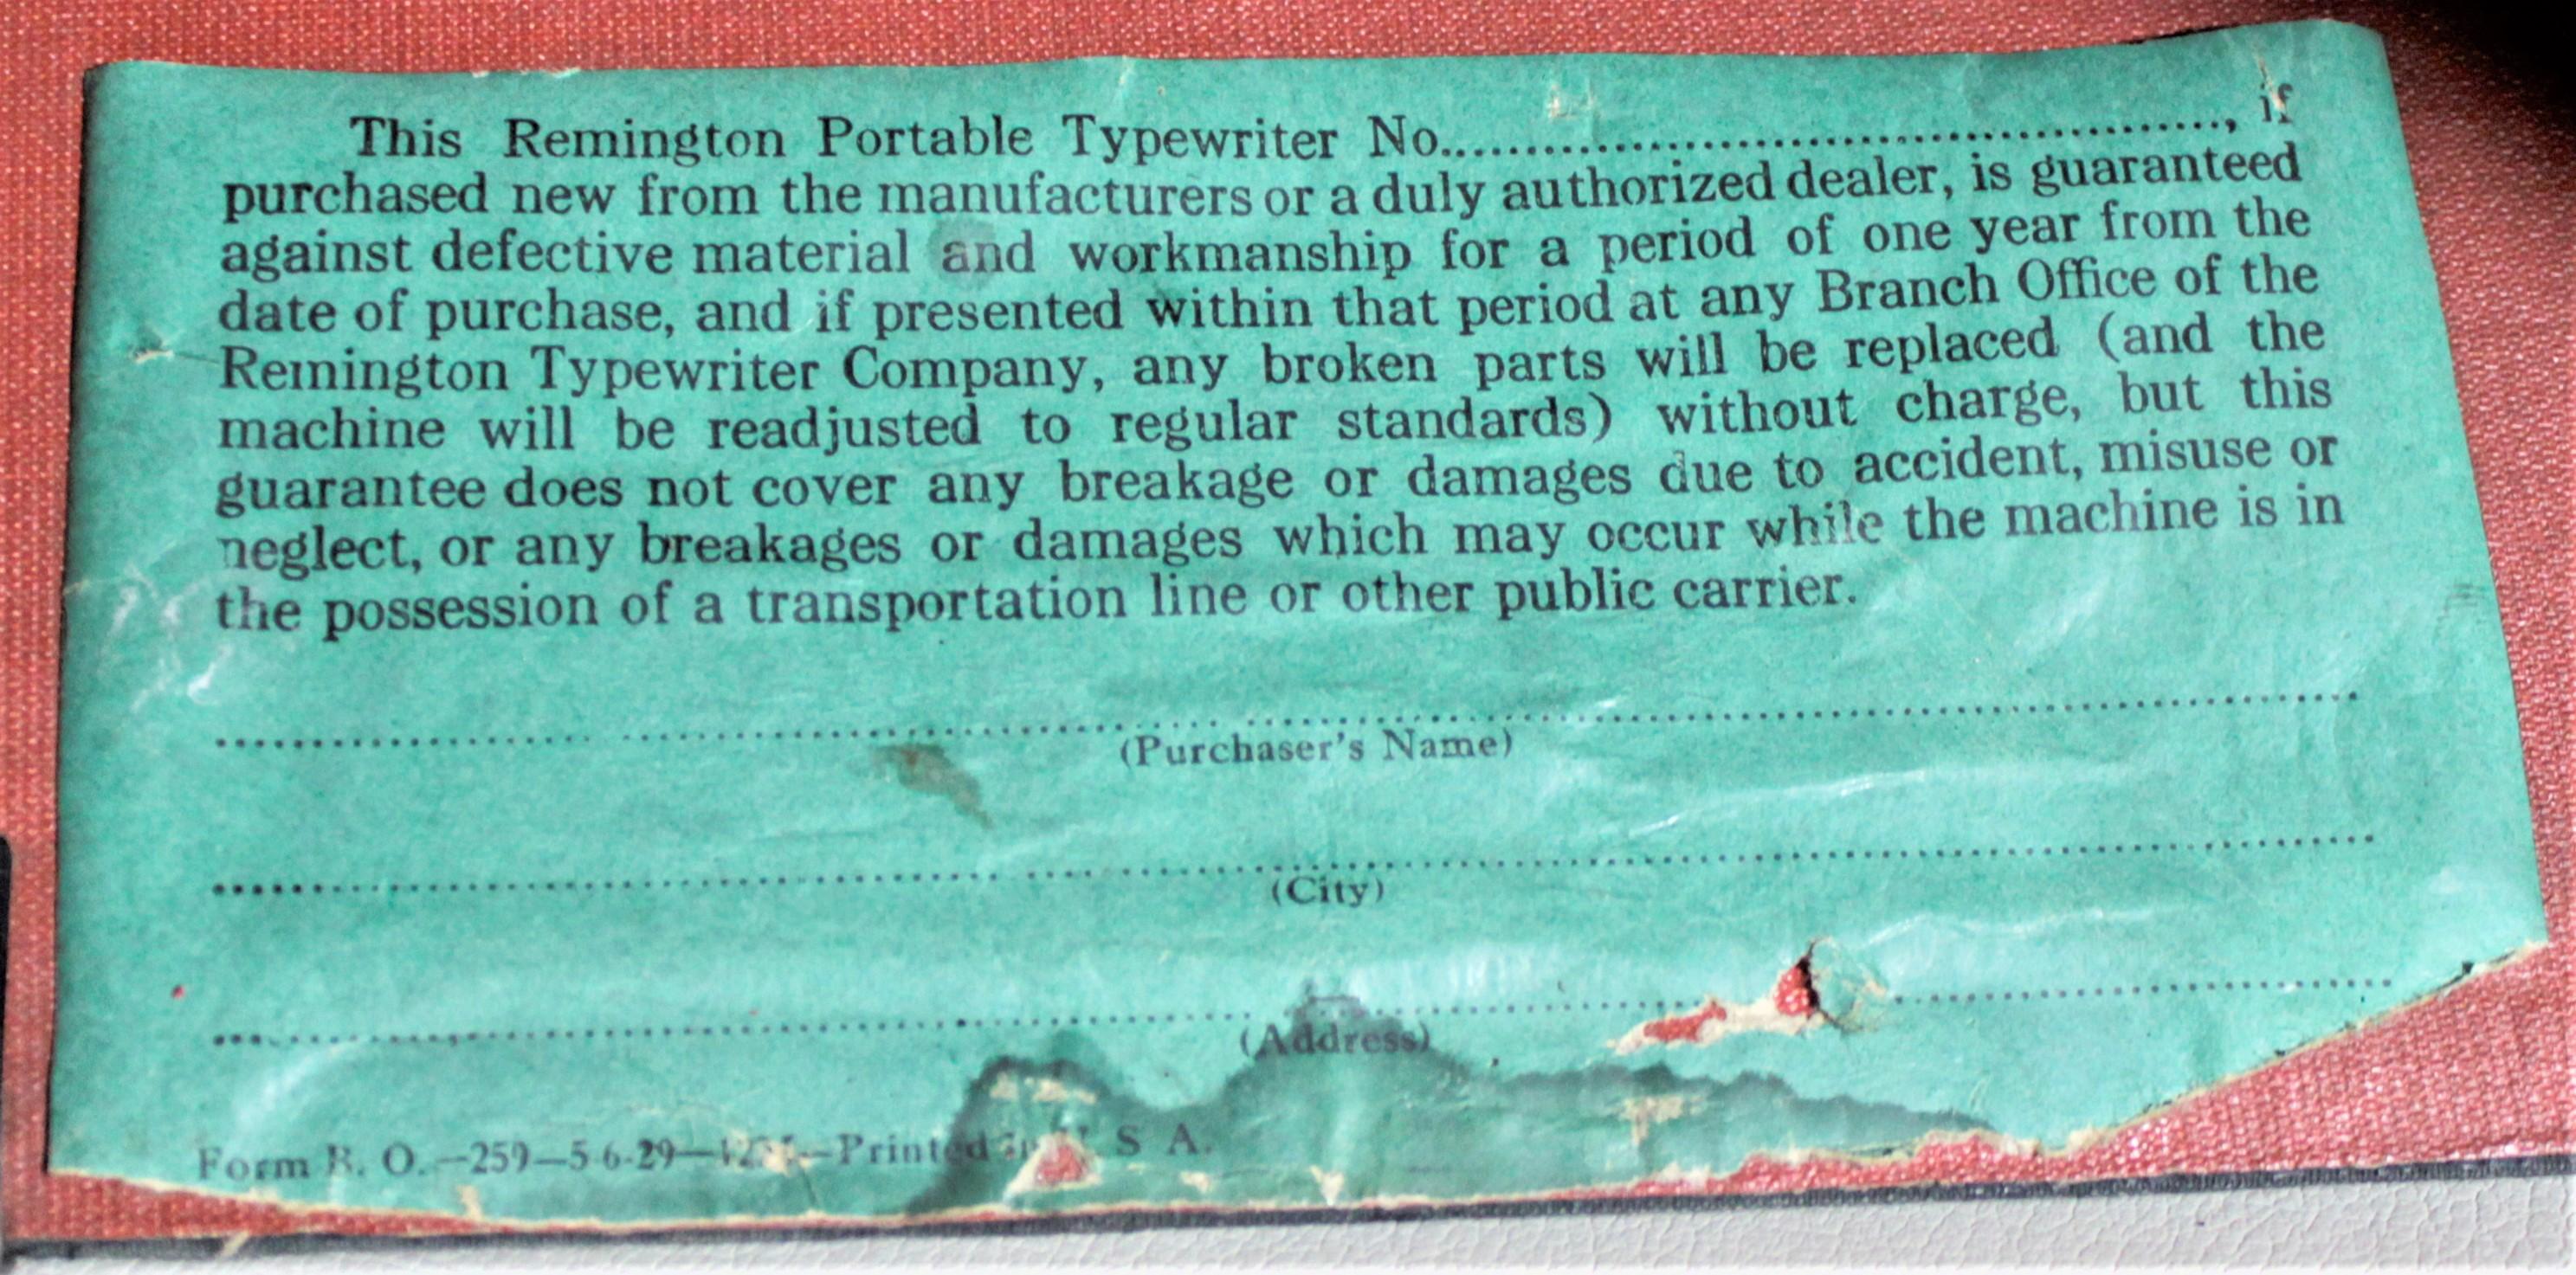 This Remington Portable Typewriter No..............................................., if
purchased new from the manufacturers or a duly authorized dealer, is guaranteed
against defective material and workmanship for a period of one year from the
date of purchase, and if presented within that period at any Branch Office of the
Remington Typewriter Company, any broken parts will be replaced (and the
machine will be readjusted to regular standards) without charge, but this
guarantee does not cover any breakage or damages due to accident, misuse or
neglect, or any breakages or damages which may occur while the machine is in
the possession of a transportation line or other public carrier.
(Purchaser's Name)
(City)
(Address)
Form B. O.—259—5-6-29— —Printed in U S A.